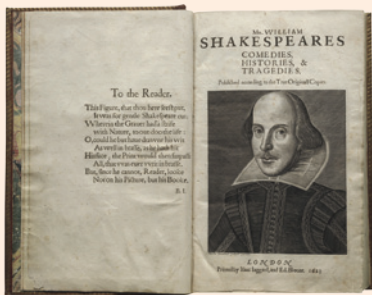 To the Reader.
This Figure, that thou here seest put,
It was for gentle Shakespeare cut;
Wherein the Grauer had a strife
with Nature, to out-doo the life:
O, could he but haue drawne his wit
As well in brasse, as he hath hit
His face, the Print would then surpasse
All, that was euer writ in brasse.
But, since he cannot, Reader, looke
Not on his Picture, but his Booke.
B. I.
Mr. WILLIAM
SHAKESPEARES
COMEDIES,
HISTORIES, &
TRAGEDIES.
Published according to the True Originall Copies.
LONDON
Printed by Isaac Iaggard, and Ed. Blount. 1623